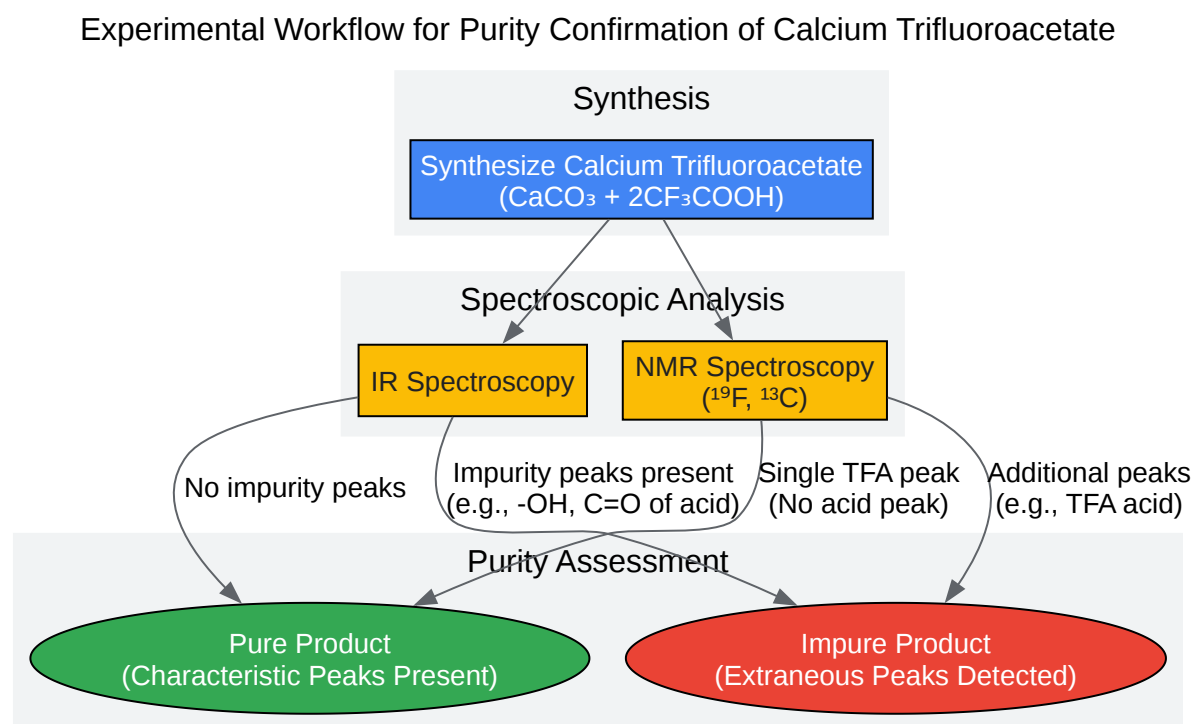 Experimental Workflow for Purity Confirmation of Calcium Trifluoroacetate
Synthesis
Synthesize Calcium Trifluoroacetate
(CaCO₃ + 2CF₃COOH)
Spectroscopic Analysis
IR Spectroscopy
NMR Spectroscopy
(¹⁹F, ¹³C)
No impurity peaks
Impurity peaks present
(e.g., -OH, C=O of acid)
Single TFA peak
(No acid peak)
Additional peaks
(e.g., TFA acid)
Purity Assessment
Pure Product
(Characteristic Peaks Present)
Impure Product
(Extraneous Peaks Detected)